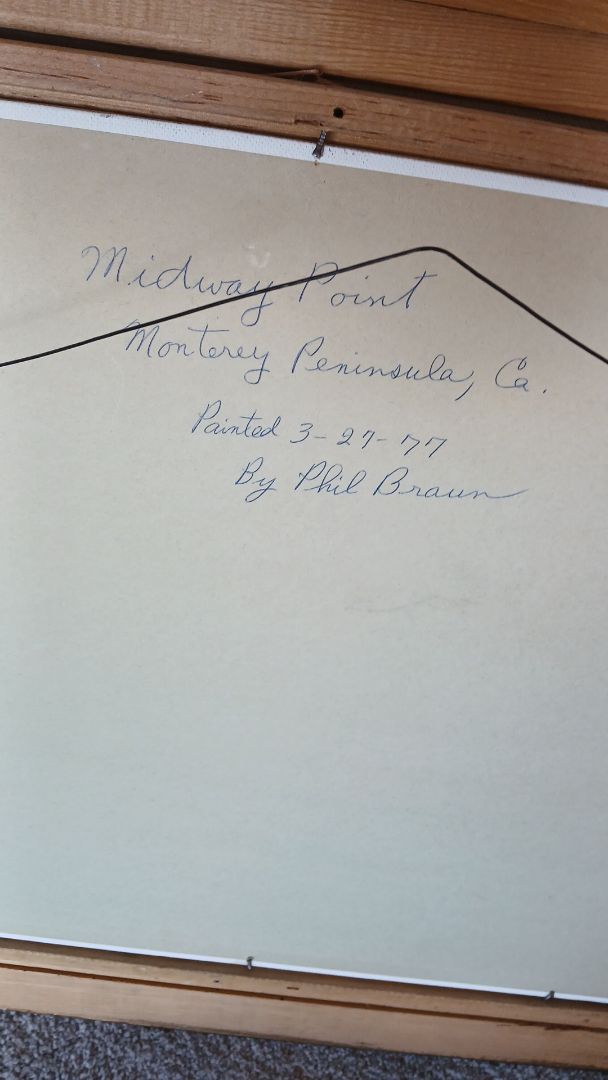 Midway Point
Monterey Peninsula, Ca.
Painted 3-27-77
By Phil Braun